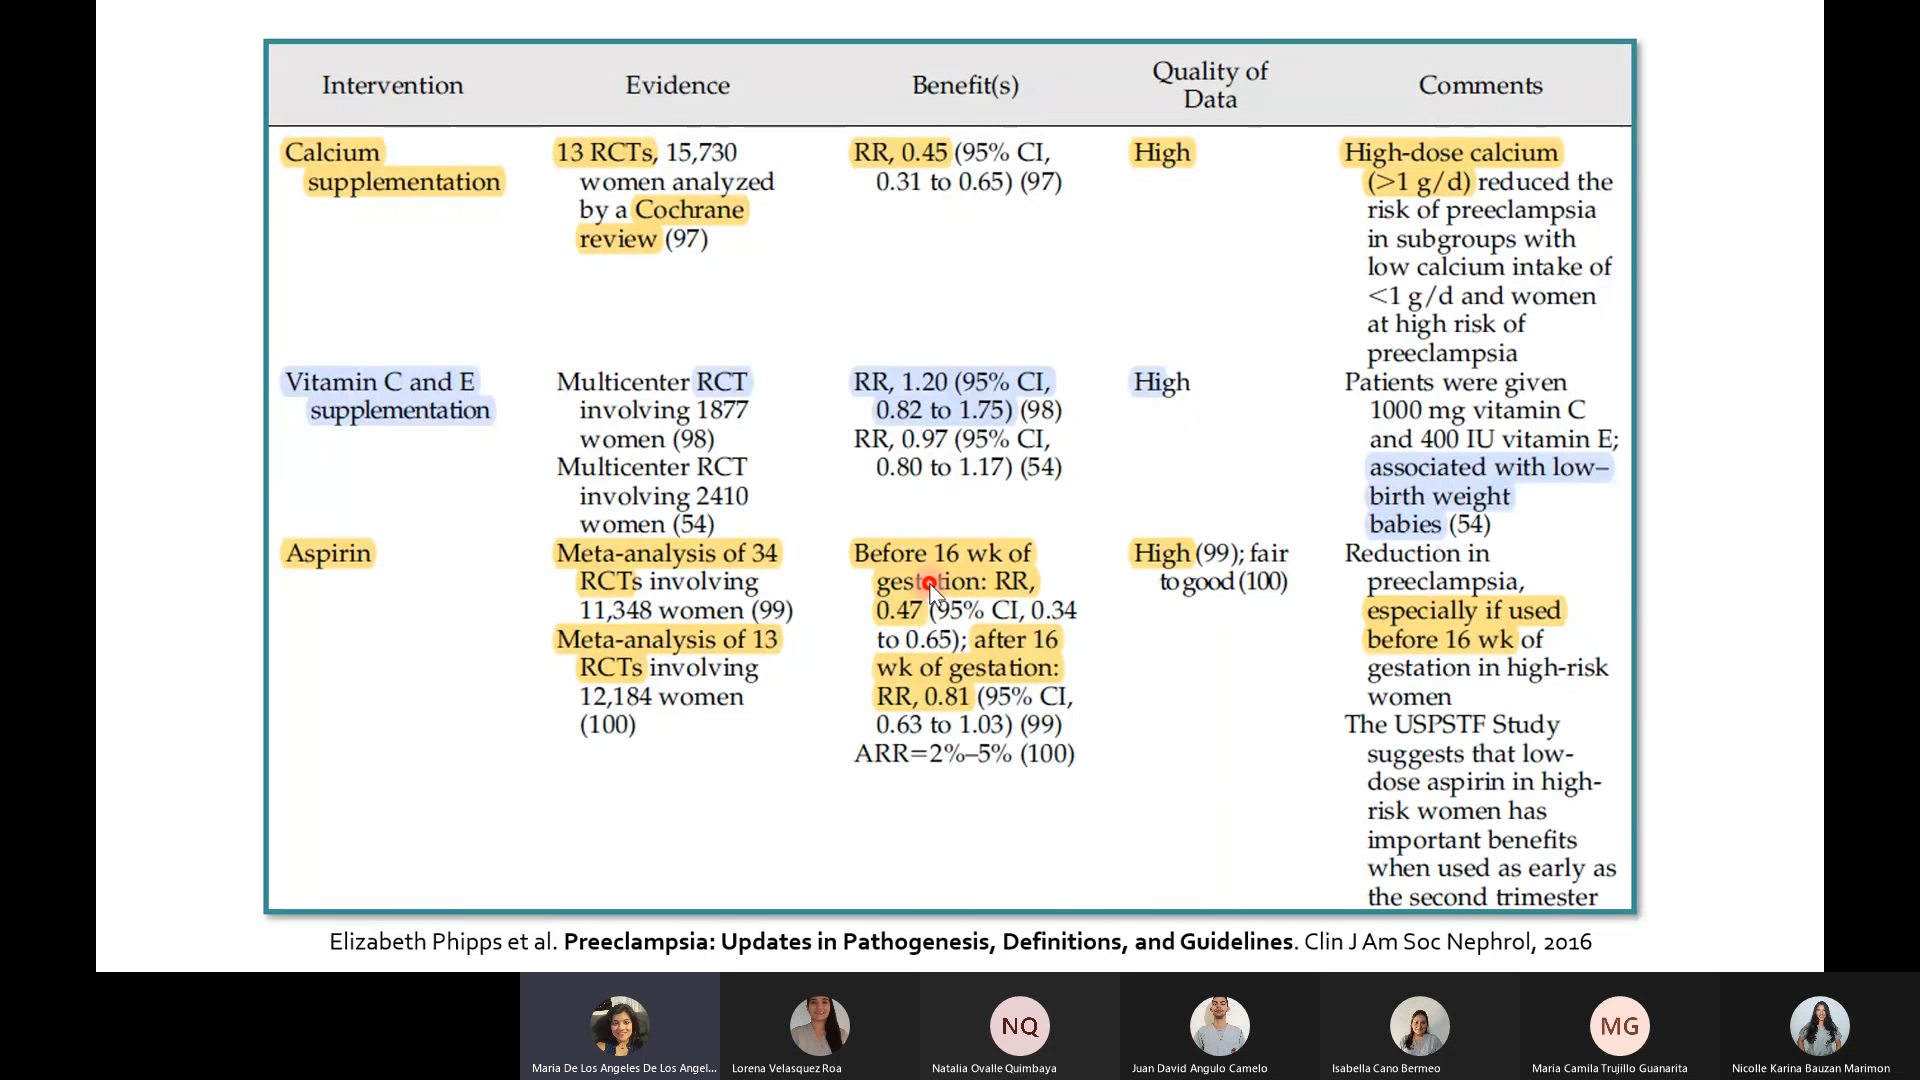 Intervention
Evidence
Benefit(s)
Quality of
Data
Comments
Calcium
supplementation
13 RCTs, 15,730
women analyzed
by a Cochrane
review (97)
RR, 0.45 (95% CI,
0.31 to 0.65) (97)
High
High-dose calcium
(>1 g/d) reduced the
risk of preeclampsia
in subgroups with
low calcium intake of
<1 g/d and women
at high risk of
preeclampsia
Vitamin C and E
supplementation
Multicenter RCT
involving 1877
women (98)
Multicenter RCT
involving 2410
women (54)
RR, 1.20 (95% CI,
0.82 to 1.75) (98)
RR, 0.97 (95% CI,
0.80 to 1.17) (54)
High
Patients were given
1000 mg vitamin C
and 400 IU vitamin E;
associated with low–
birth weight
babies (54)
Aspirin
Meta-analysis of 34
RCTs involving
11,348 women (99)
Meta-analysis of 13
RCTs involving
12,184 women
(100)
Before 16 wk of
gestation: RR,
0.47 (95% CI, 0.34
to 0.65); after 16
wk of gestation:
RR, 0.81 (95% CI,
0.63 to 1.03) (99)
ARR=2%–5% (100)
High (99); fair
to good (100)
Reduction in
preeclampsia,
especially if used
before 16 wk of
gestation in high-risk
women
The USPSTF Study
suggests that low-
dose aspirin in high-
risk women has
important benefits
when used as early as
the second trimester
Elizabeth Phipps et al. Preeclampsia: Updates in Pathogenesis, Definitions, and Guidelines. Clin J Am Soc Nephrol, 2016
NQ
MG
Maria De Los Angeles De Los Angel...
Lorena Velasquez Roa
Natalia Ovalle Quimbaya
Juan David Angulo Camelo
Isabella Cano Bermeo
Maria Camila Trujillo Guanarita
Nicolle Karina Bauzan Marimon